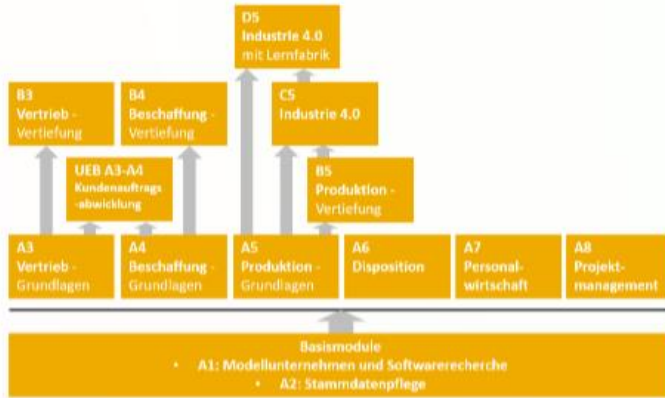 D5
Industrie 4.0
mit Lernfabrik
B3
Vertrieb -
Vertiefung
B4
Beschaffung -
Vertiefung
C5
Industrie 4.0
UEB A3-A4
Kundenauftrags
-abwicklung
B5
Produktion -
Vertiefung
A3
Vertrieb -
Grundlagen
A4
Beschaffung -
Grundlagen
A5
Produktion -
Grundlagen
A6
Disposition
A7
Personal-
wirtschaft
A8
Projekt-
management
Basismodule
• A1: Modellunternehmen und Softwarerecherche
• A2: Stammdatenpflege